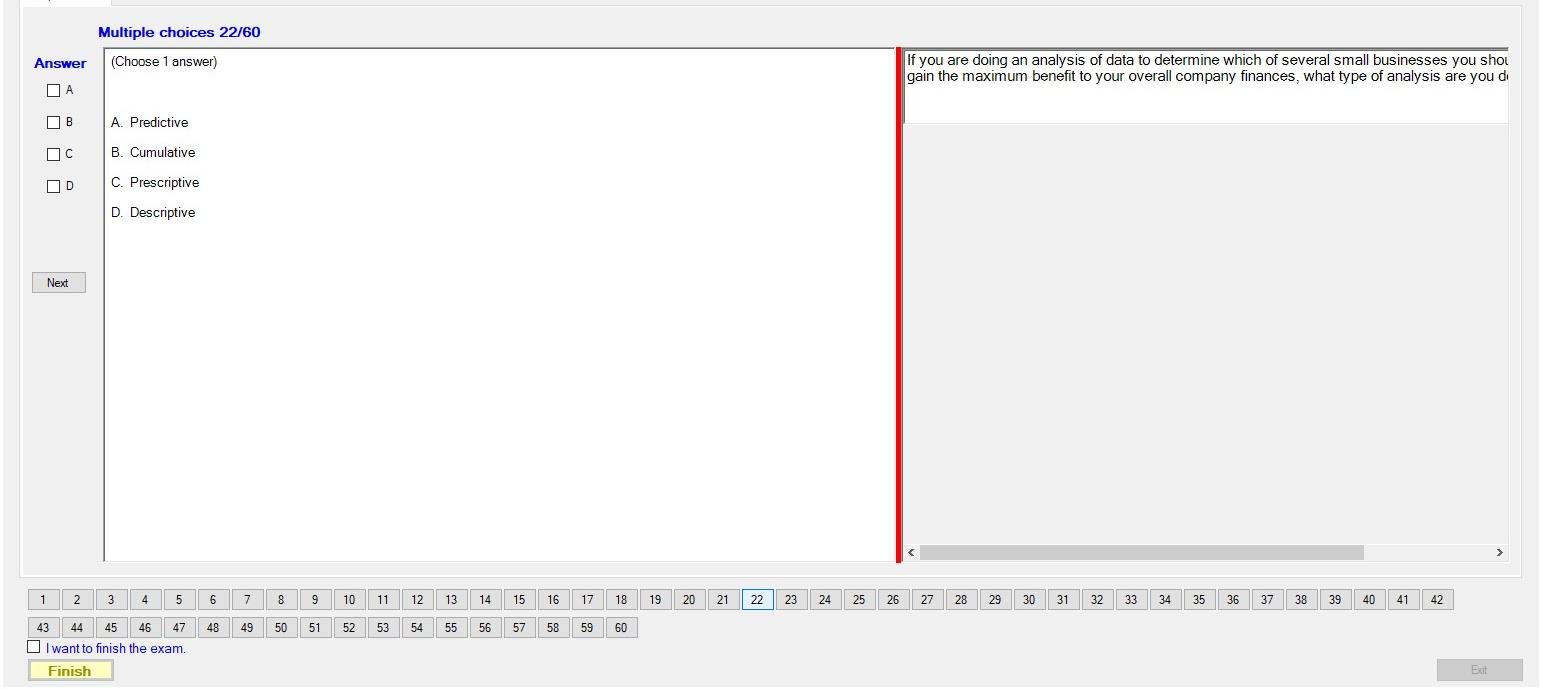 Multiple choices 22/60
Answer
A
B
C
D
Next
(Choose 1 answer)
A. Predictive
B. Cumulative
C. Prescriptive
D. Descriptive
If you are doing an analysis of data to determine which of several small businesses you
gain the maximum benefit to your overall company finances, what type of analysis are you
1 2 3 4 5 6 7 8 9 10 11 12 13 14 15 16 17 18 19 20 21 22 23 24 25 26 27 28 29 30 31 32 33 34 35 36 37 38 39 40 41 42
43 44 45 46 47 48 49 50 51 52 53 54 55 56 57 58 59 60
I want to finish the exam.
Finish
Exit